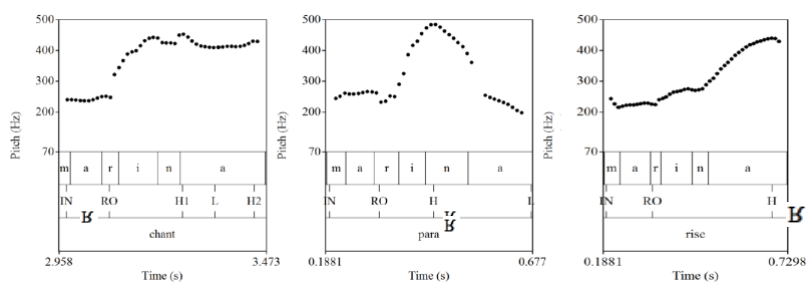 500
400
300
200
70
Pitch (Hz)
m a r i n a
IN RO H1 L H2
chant
2.958 3.473
Time (s)
500
400
300
200
70
Pitch (Hz)
m a r i n a
IN RO H L
para
0.1881 0.677
Time (s)
500
400
300
200
70
Pitch (Hz)
m a r i n a
IN RO H
rise
0.1881 0.7298
Time (s)